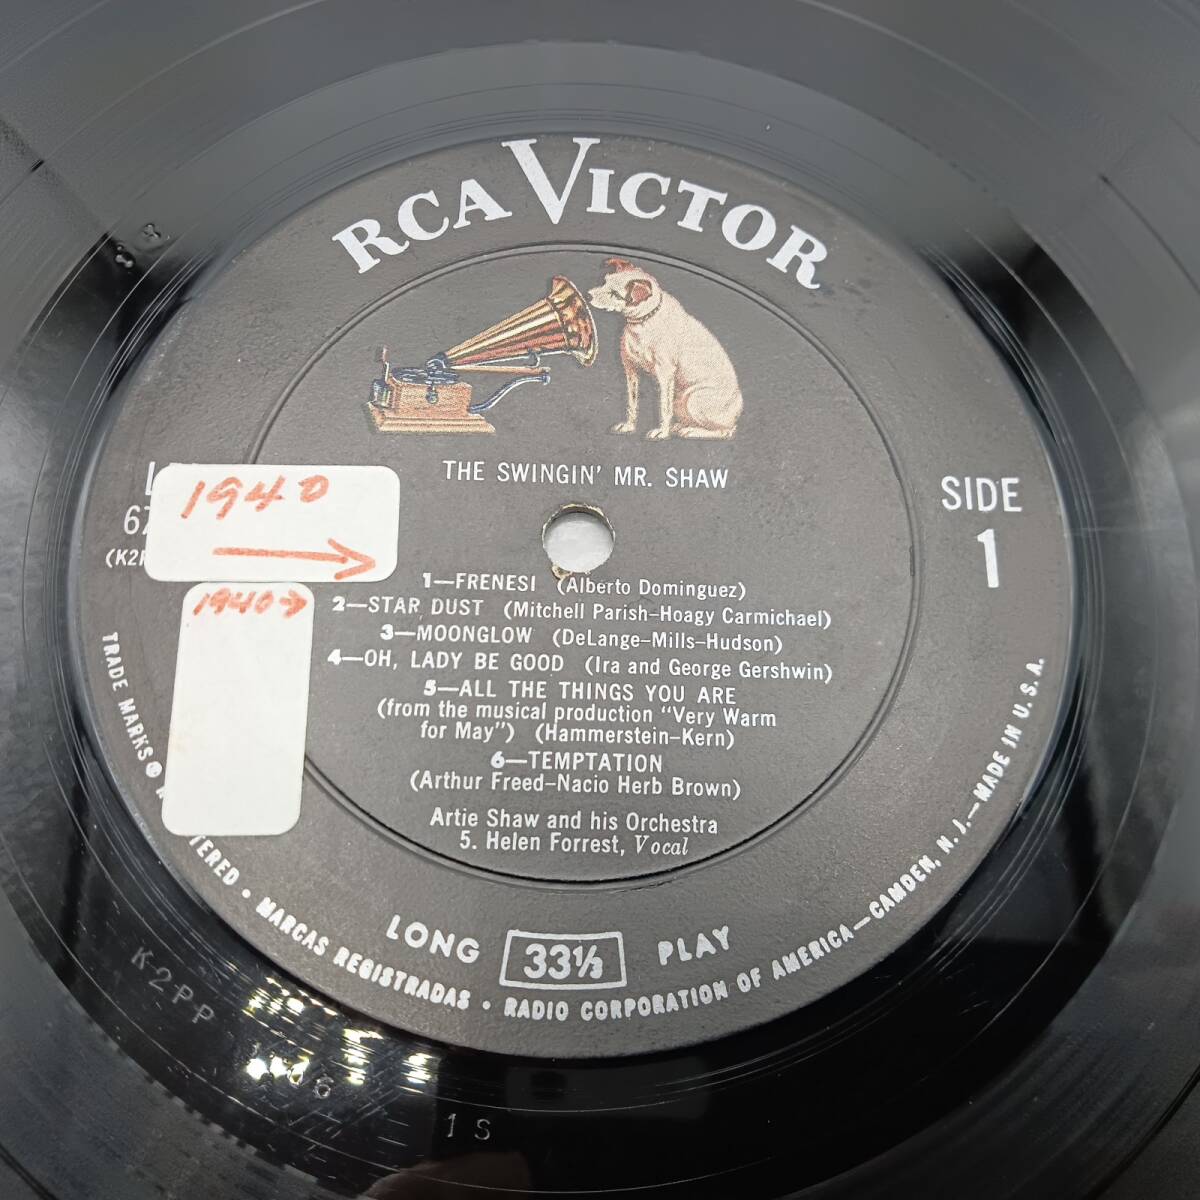 RCA VICTOR
THE SWINGIN' MR. SHAW
SIDE
1
1940
1940
1—FRENESI (Alberto Dominguez)
2—STAR DUST (Mitchell Parish-Hoagy Carmichael)
3—MOONGLOW (DeLange-Mills-Hudson)
4—OH, LADY BE GOOD (Ira and George Gershwin)
5—ALL THE THINGS YOU ARE
(from the musical production "Very Warm
for May") (Hammerstein-Kern)
6—TEMPTATION
(Arthur Freed-Nacio Herb Brown)
Artie Shaw and his Orchestra
5. Helen Forrest, Vocal
LONG 33⅓ PLAY
TRADE MARKS ® • MARCAS REGISTRADAS • RADIO CORPORATION OF AMERICA—CAMDEN, N. J.—MADE IN U.S.A.
K2PP
1S